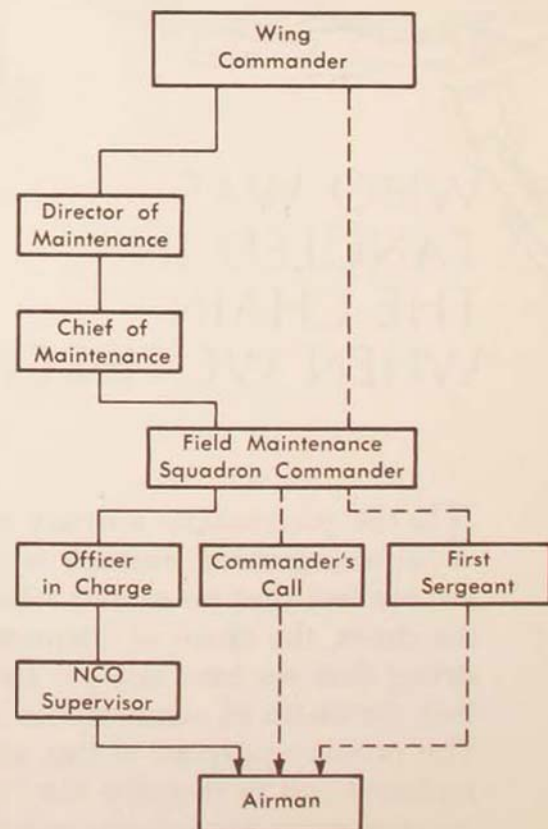 Wing
Commander
Director of
Maintenance
Chief of
Maintenance
Field Maintenance
Squadron Commander
Officer
in Charge
Commander's
Call
First
Sergeant
NCO
Supervisor
Airman